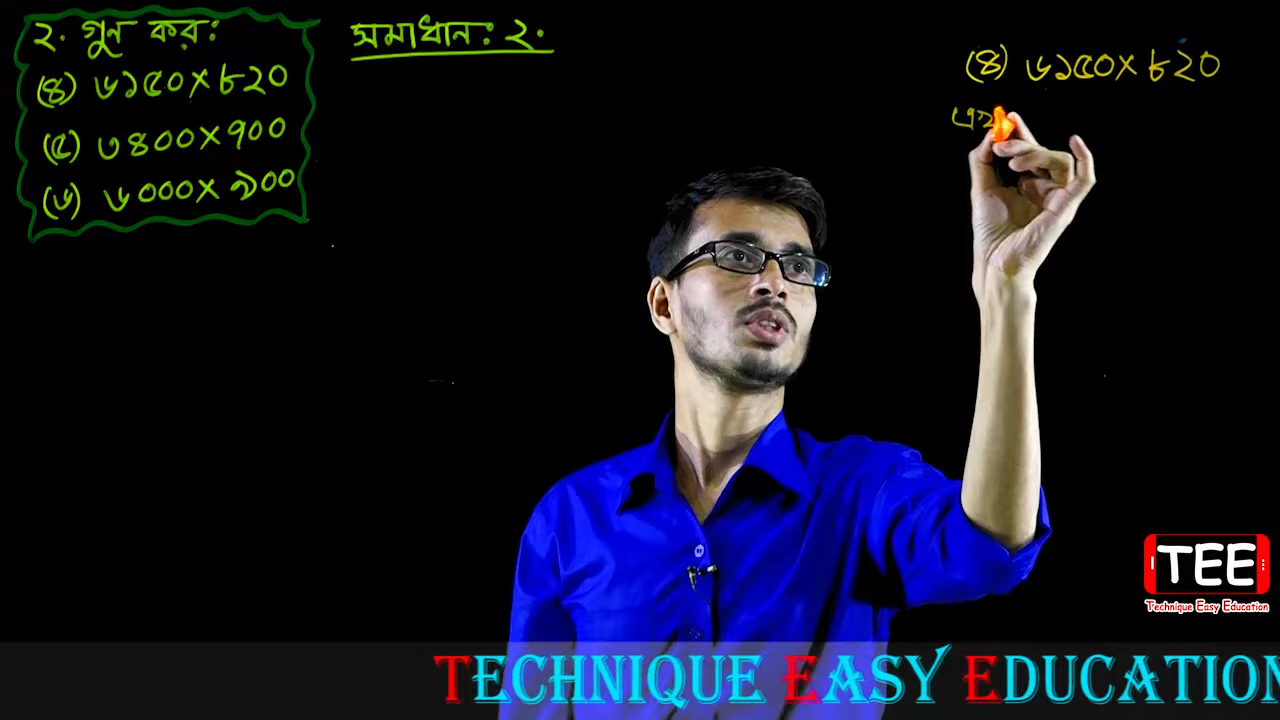 ২. গুন কর:
(৪) ৬১৫০×৮২০
(৫) ৩৪০০×৭০০
(৬) ৬০০০×৯০০
সমাধান: ২.
(৪) ৬১৫০×৮২০
TEE
Technique Easy Education
TECHNIQUE EASY EDUCATION